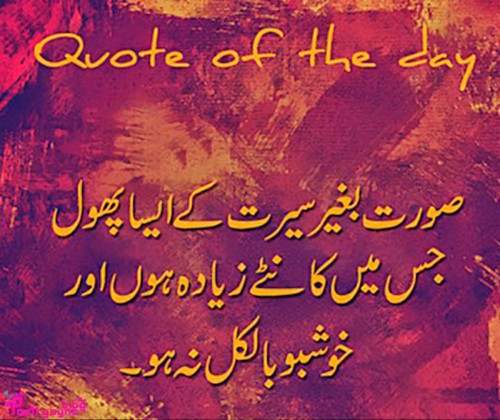 Quote of the day
صورت بغیر سیرت کے ایسا پھول
جس میں کانٹے زیادہ ہوں اور
خوشبو بالکل نہ ہو۔